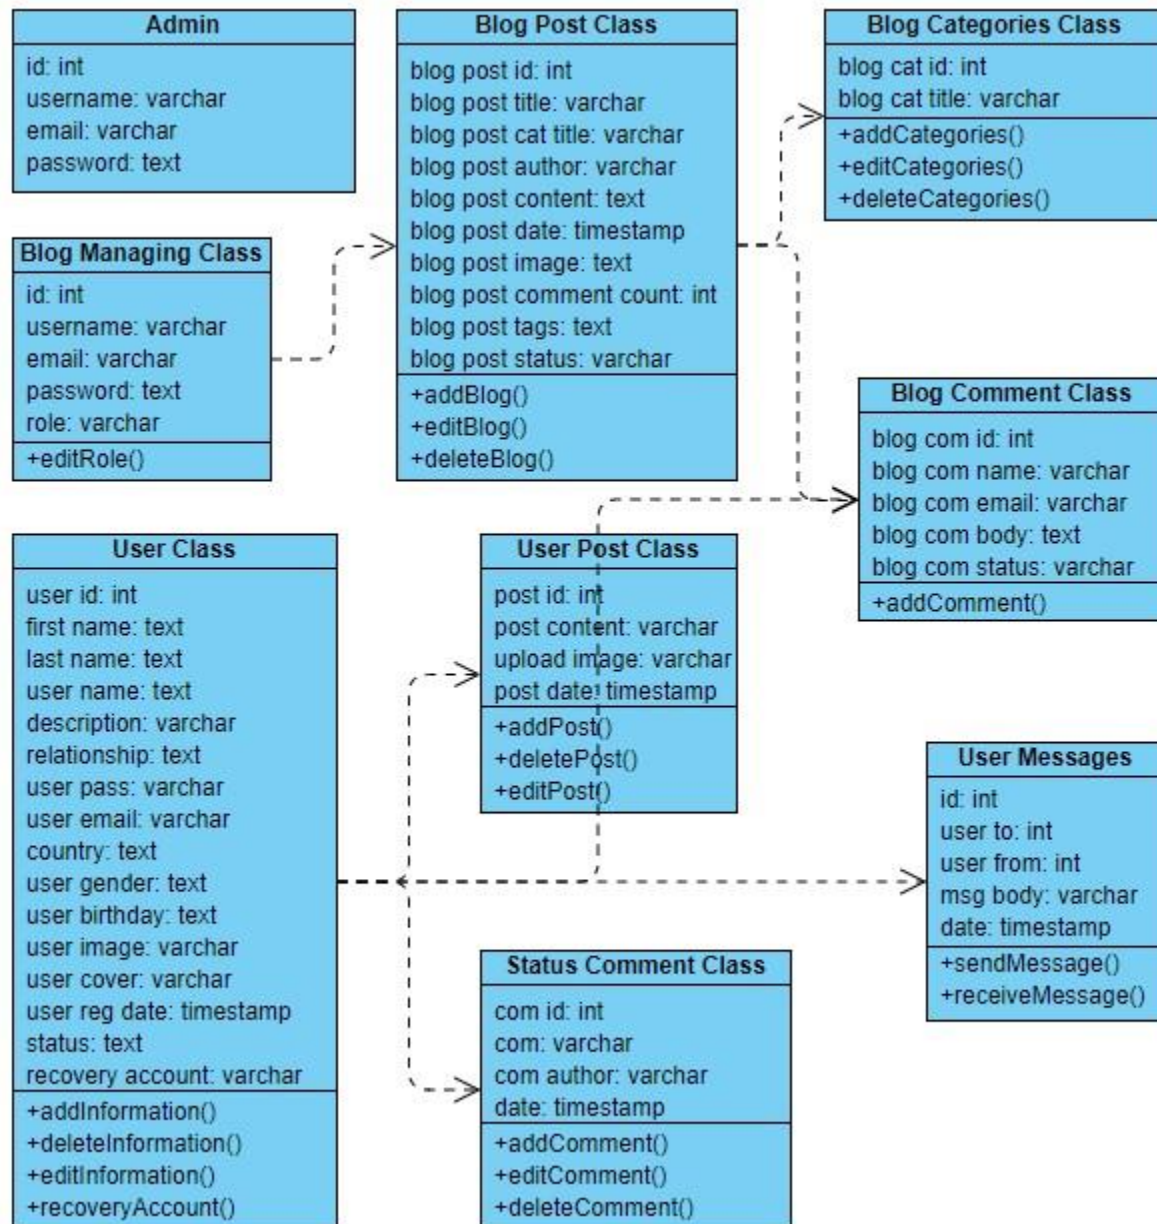 Admin
id: int
username: varchar
email: varchar
password: text
Blog Managing Class
id: int
username: varchar
email: varchar
password: text
role: varchar
+editRole()
Blog Post Class
blog post id: int
blog post title: varchar
blog post cat title: varchar
blog post author: varchar
blog post content: text
blog post date: timestamp
blog post image: text
blog post comment count: int
blog post tags: text
blog post status: varchar
+addBlog()
+editBlog()
+deleteBlog()
Blog Categories Class
blog cat id: int
blog cat title: varchar
+addCategories()
+editCategories()
+deleteCategories()
Blog Comment Class
blog com id: int
blog com name: varchar
blog com email: varchar
blog com body: text
blog com status: varchar
+addComment()
User Class
user id: int
first name: text
last name: text
user name: text
description: varchar
relationship: text
user pass: varchar
user email: varchar
country: text
user gender: text
user birthday: text
user image: varchar
user cover: varchar
user reg date: timestamp
status: text
recovery account: varchar
+addInformation()
+deleteInformation()
+editInformation()
+recoveryAccount()
User Post Class
post id: int
post content: varchar
upload image: varchar
post date: timestamp
+addPost()
+deletePost()
+editPost()
Status Comment Class
com id: int
com: varchar
com author: varchar
date: timestamp
+addComment()
+editComment()
+deleteComment()
User Messages
id: int
user to: int
user from: int
msg body: varchar
date: timestamp
+sendMessage()
+receiveMessage()